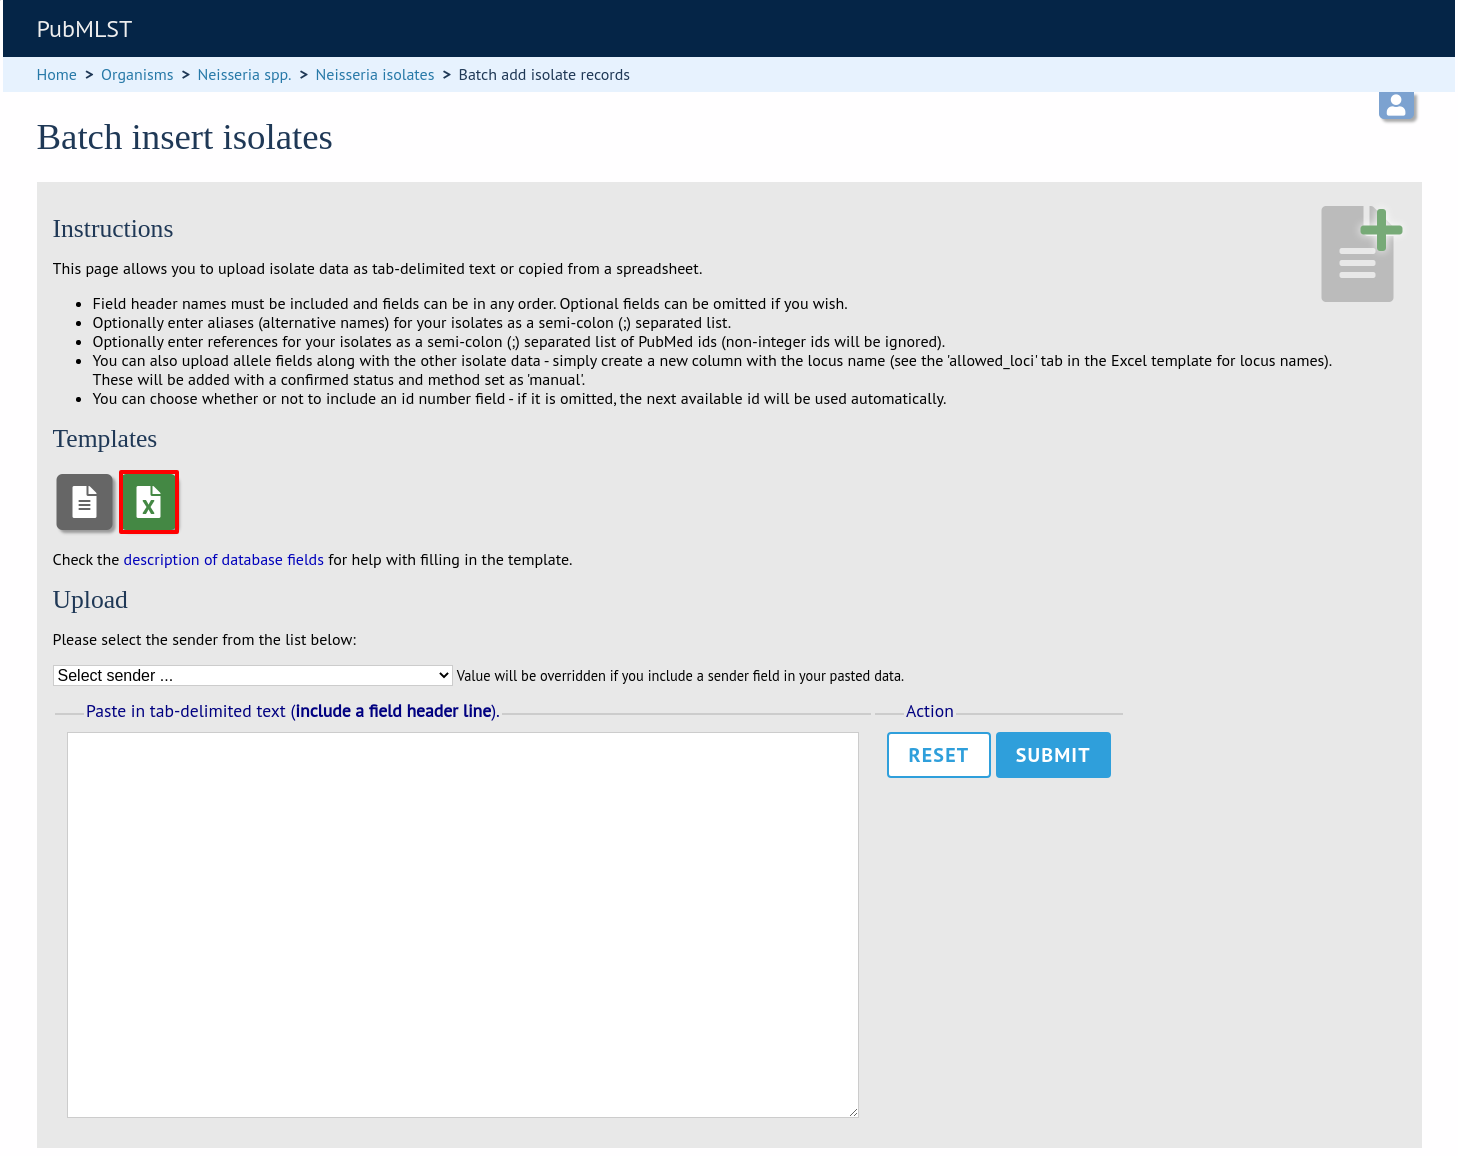 PubMLST
Home > Organisms > Neisseria spp. > Neisseria isolates > Batch add isolate records
Batch insert isolates
Instructions
This page allows you to upload isolate data as tab-delimited text or copied from a spreadsheet.
• Field header names must be included and fields can be in any order. Optional fields can be omitted if you wish.
• Optionally enter aliases (alternative names) for your isolates as a semi-colon (;) separated list.
• Optionally enter references for your isolates as a semi-colon (;) separated list of PubMed ids (non-integer ids will be ignored).
• You can also upload allele fields along with the other isolate data - simply create a new column with the locus name (see the 'allowed_loci' tab in the Excel template for locus names).
These will be added with a confirmed status and method set as 'manual'.
• You can choose whether or not to include an id number field - if it is omitted, the next available id will be used automatically.
Templates
X
Check the description of database fields for help with filling in the template.
Upload
Please select the sender from the list below:
Select sender ... Value will be overridden if you include a sender field in your pasted data.
Paste in tab-delimited text (include a field header line). Action
RESET SUBMIT